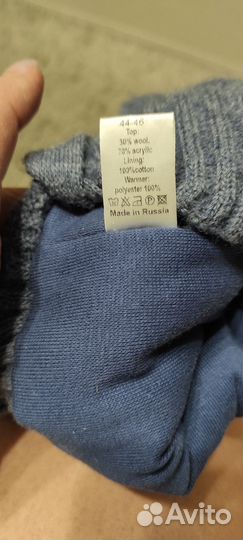 44-46
Top:
30% wool,
70% acrylic
Lining:
100%cotton
Warmer:
polyester 100%
Made in Russia
Avito